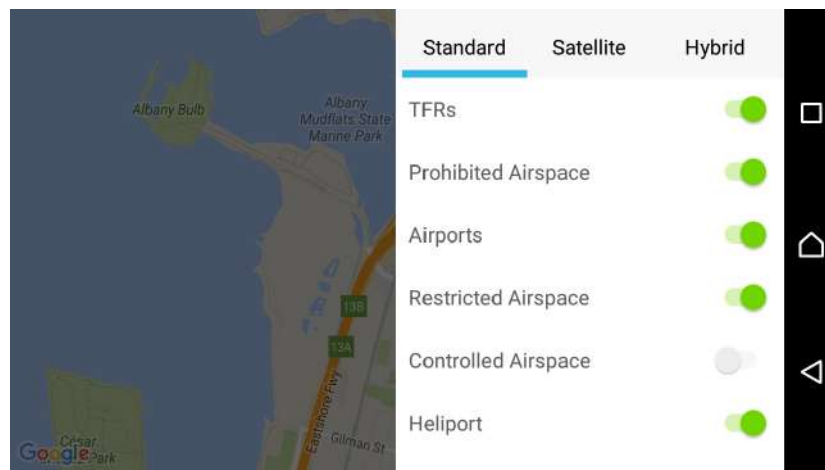 Albany Bulb
Albany
Mudflats State
Marine Park
13B
13A
Eastshore Fwy
Gilman St
César
Park
Google
Standard
Satellite
Hybrid
TFRs
Prohibited Airspace
Airports
Restricted Airspace
Controlled Airspace
Heliport